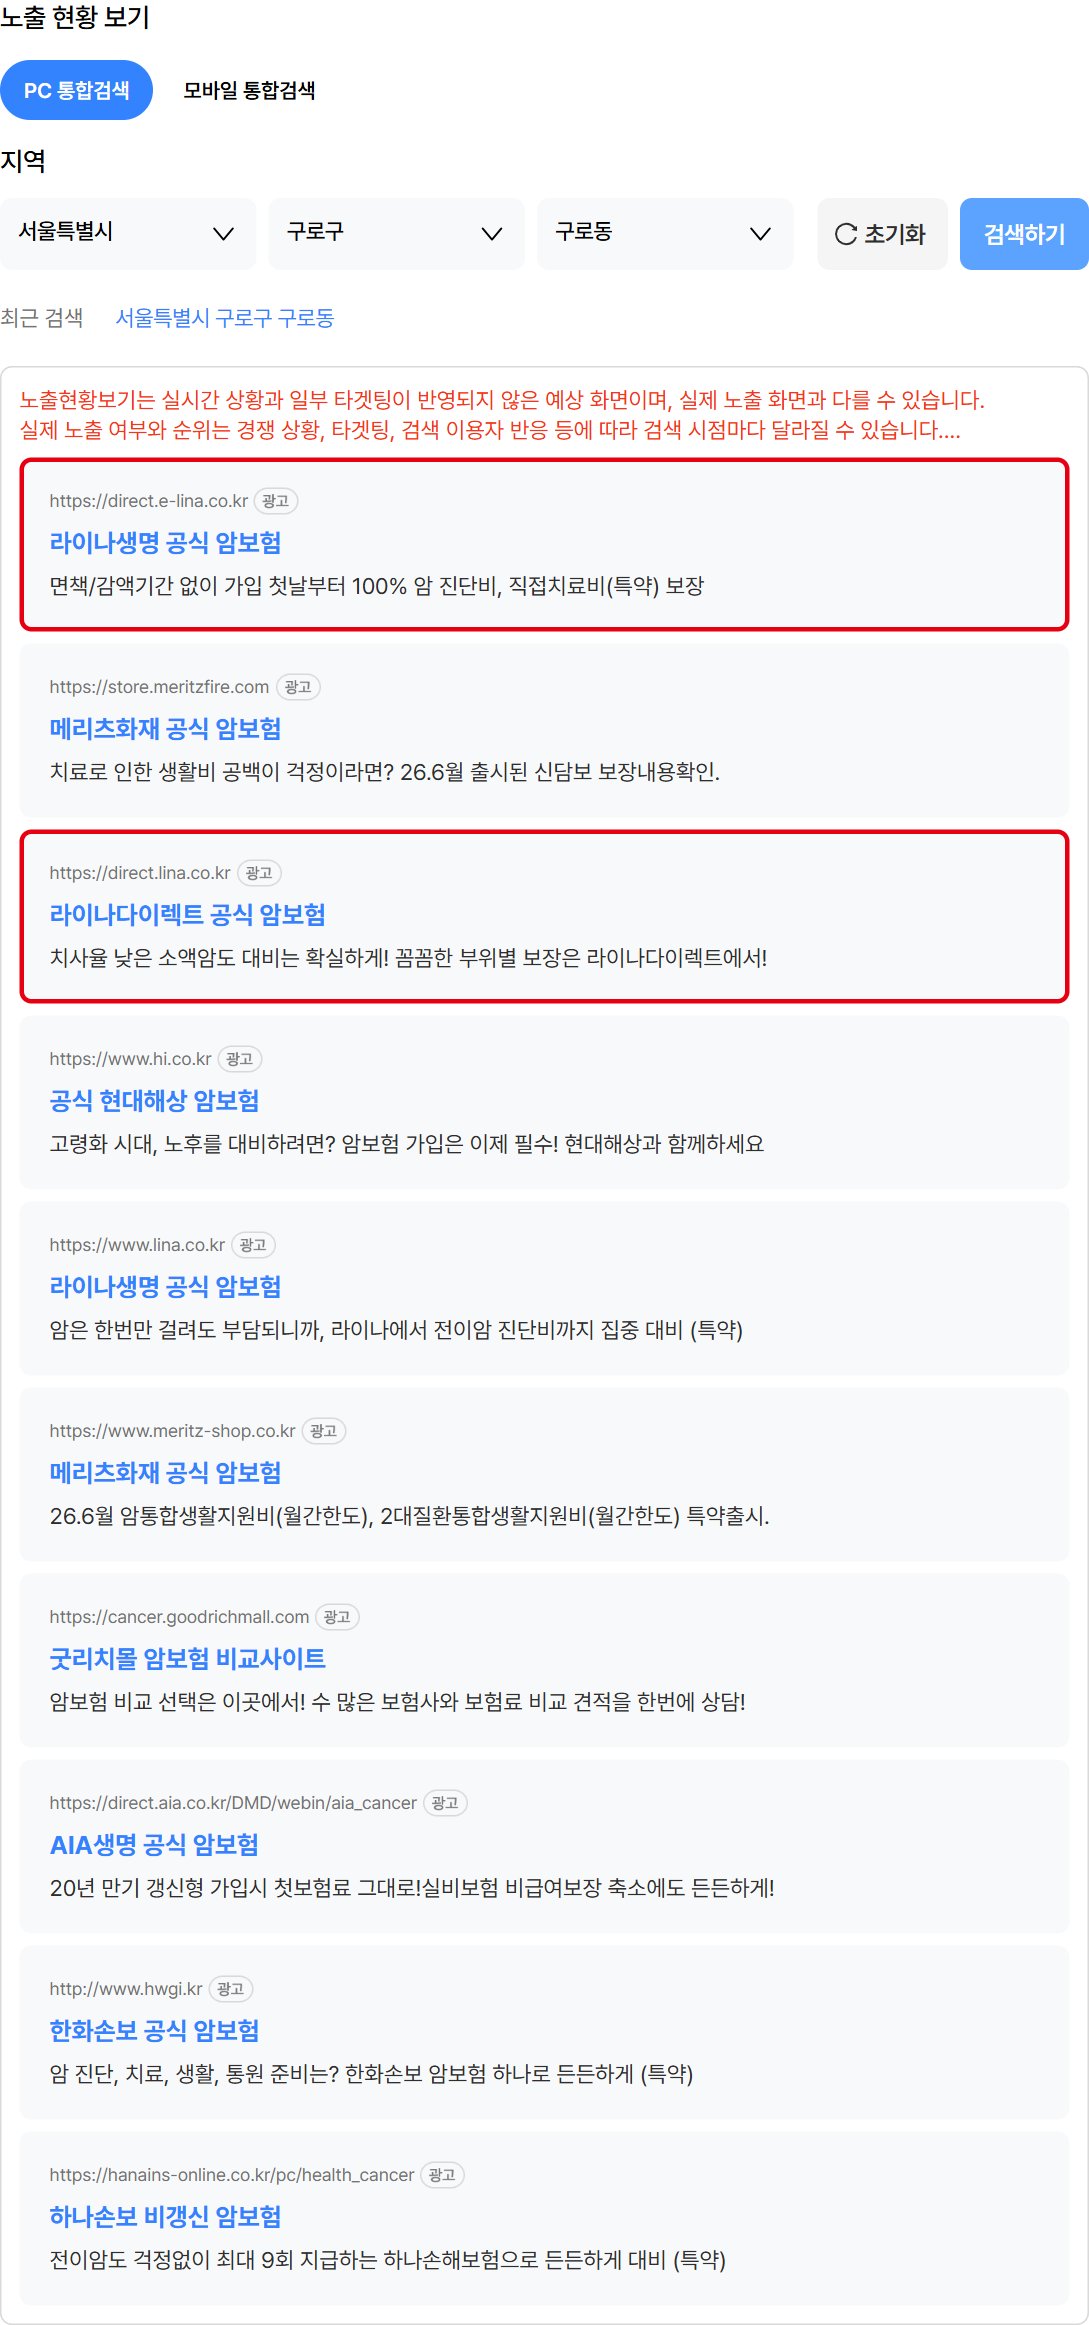 노출 현황 보기
PC 통합검색
모바일 통합검색
지역
서울특별시
구로구
구로동
초기화
검색하기
최근 검색
서울특별시 구로구 구로동
노출현황보기는 실시간 상황과 일부 타겟팅이 반영되지 않은 예상 화면이며, 실제 노출 화면과 다를 수 있습니다.
실제 노출 여부와 순위는 경쟁 상황, 타겟팅, 검색 이용자 반응 등에 따라 검색 시점마다 달라질 수 있습니다....
https://direct.e-lina.co.kr 광고
라이나생명 공식 암보험
면책/감액기간 없이 가입 첫날부터 100% 암 진단비, 직접치료비(특약) 보장
https://store.meritzfire.com 광고
메리츠화재 공식 암보험
치료로 인한 생활비 공백이 걱정이라면? 26.6월 출시된 신담보 보장내용확인.
https://direct.lina.co.kr 광고
라이나다이렉트 공식 암보험
치사율 낮은 소액암도 대비는 확실하게! 꼼꼼한 부위별 보장은 라이나다이렉트에서!
https://www.hi.co.kr 광고
공식 현대해상 암보험
고령화 시대, 노후를 대비하려면? 암보험 가입은 이제 필수! 현대해상과 함께하세요
https://www.lina.co.kr 광고
라이나생명 공식 암보험
암은 한번만 걸려도 부담되니까, 라이나에서 전이암 진단비까지 집중 대비 (특약)
https://www.meritz-shop.co.kr 광고
메리츠화재 공식 암보험
26.6월 암통합생활지원비(월간한도), 2대질환통합생활지원비(월간한도) 특약출시.
https://cancer.goodrichmall.com 광고
굿리치몰 암보험 비교사이트
암보험 비교 선택은 이곳에서! 수 많은 보험사와 보험료 비교 견적을 한번에 상담!
https://direct.aia.co.kr/DMD/webin/aia_cancer 광고
AIA생명 공식 암보험
20년 만기 갱신형 가입시 첫보험료 그대로!실비보험 비급여보장 축소에도 든든하게!
http://www.hwgi.kr 광고
한화손보 공식 암보험
암 진단, 치료, 생활, 통원 준비는? 한화손보 암보험 하나로 든든하게 (특약)
https://hanains-online.co.kr/pc/health_cancer 광고
하나손보 비갱신 암보험
전이암도 걱정없이 최대 9회 지급하는 하나손해보험으로 든든하게 대비 (특약)